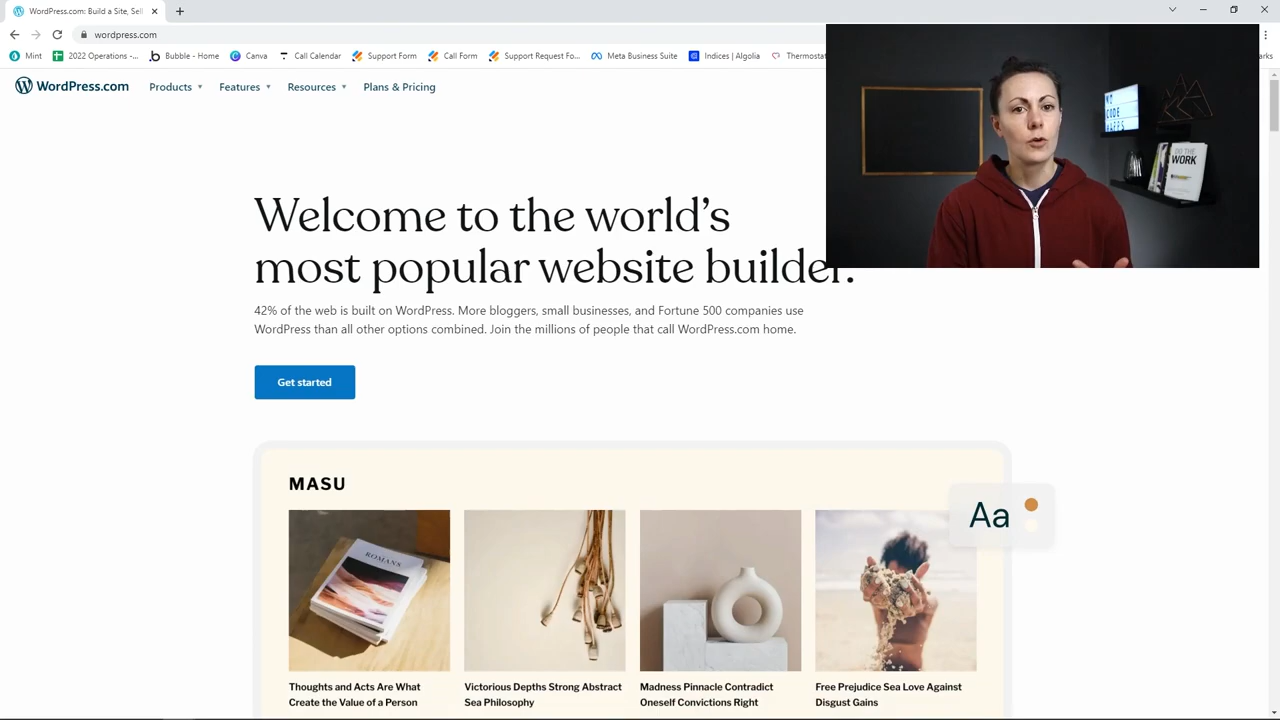 WordPress.com: Build a Site, Sel
wordpress.com
Mint
2022 Operations -...
Bubble - Home
Canva
Call Calendar
Support Form
Call Form
Support Request Fo...
Meta Business Suite
Indices | Algolia
Thermostat
WordPress.com
Products
Features
Resources
Plans & Pricing
NO
CODE
DO THE
WORK
Welcome to the world's
most popular website builder.
42% of the web is built on WordPress. More bloggers, small businesses, and Fortune 500 companies use
WordPress than all other options combined. Join the millions of people that call WordPress.com home.
Get started
MASU
Aa
ROMANS
Thoughts and Acts Are What
Create the Value of a Person
Victorious Depths Strong Abstract
Sea Philosophy
Madness Pinnacle Contradict
Oneself Convictions Right
Free Prejudice Sea Love Against
Disgust Gains